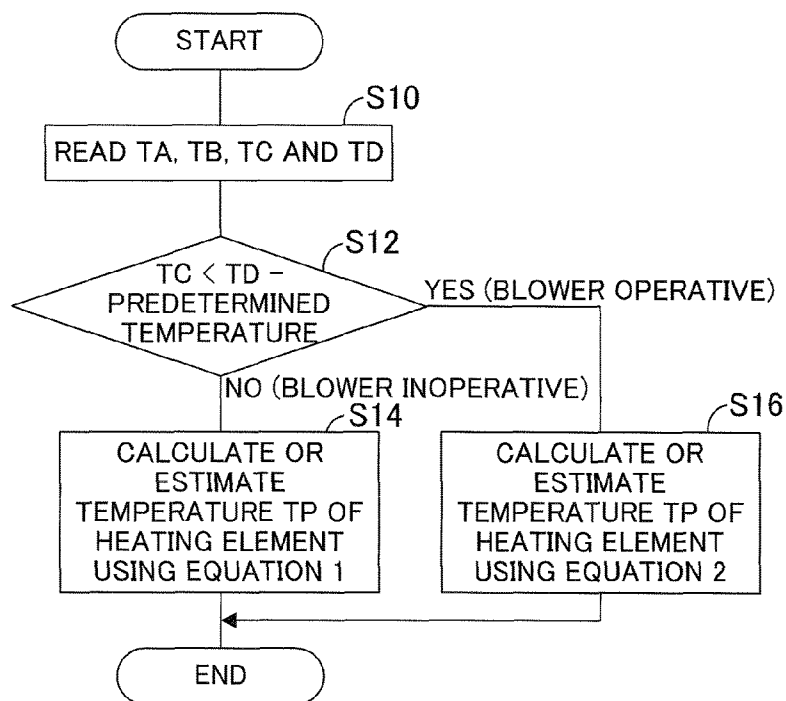 START
S10
READ TA, TB, TC AND TD
S12
TC < TD –
PREDETERMINED
TEMPERATURE
YES (BLOWER OPERATIVE)
NO (BLOWER INOPERATIVE)
S14
CALCULATE OR
ESTIMATE
TEMPERATURE TP OF
HEATING ELEMENT
USING EQUATION 1
S16
CALCULATE OR
ESTIMATE
TEMPERATURE TP OF
HEATING ELEMENT
USING EQUATION 2
END